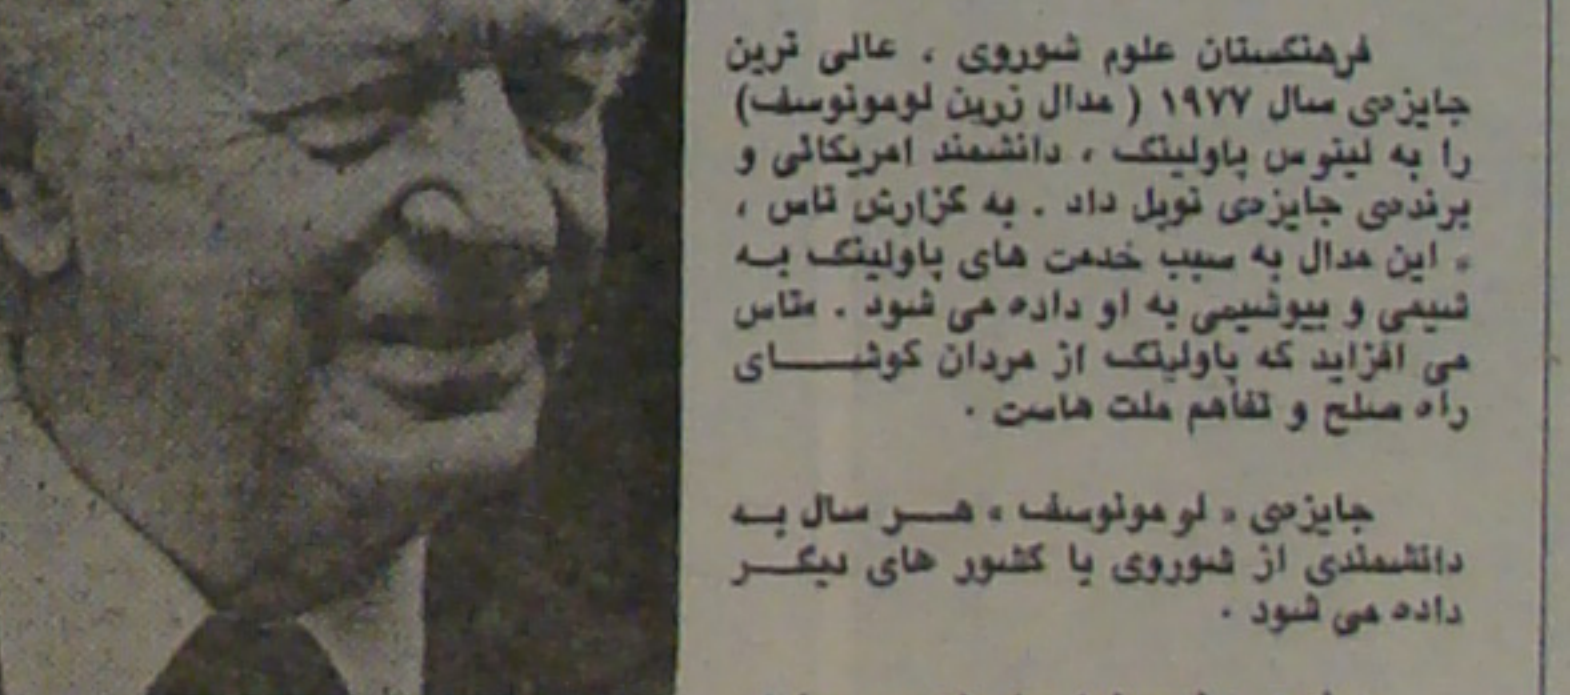 فرهنگستان علوم شوروی ، عالی ترین
جایزه‌ی سال ۱۹۷۷ ( مدال زرین لومونوسف)
را به لینوس پاولینگ ، دانشمند امریکائی و
برنده‌ی جایزه‌ی نوبل داد . به گزارش تاس ،
« این مدال به سبب خدمت های پاولینگ به
شیمی و بیوشیمی به او داده می شود . »تاس
می افزاید که پاولینگ از مردان کوشای
راه صلح و تفاهم ملت هاست .
جایزه‌ی « لومونوسف » هر سال به
دانشمندی از شوروی یا کشور های دیگر
داده می شود .